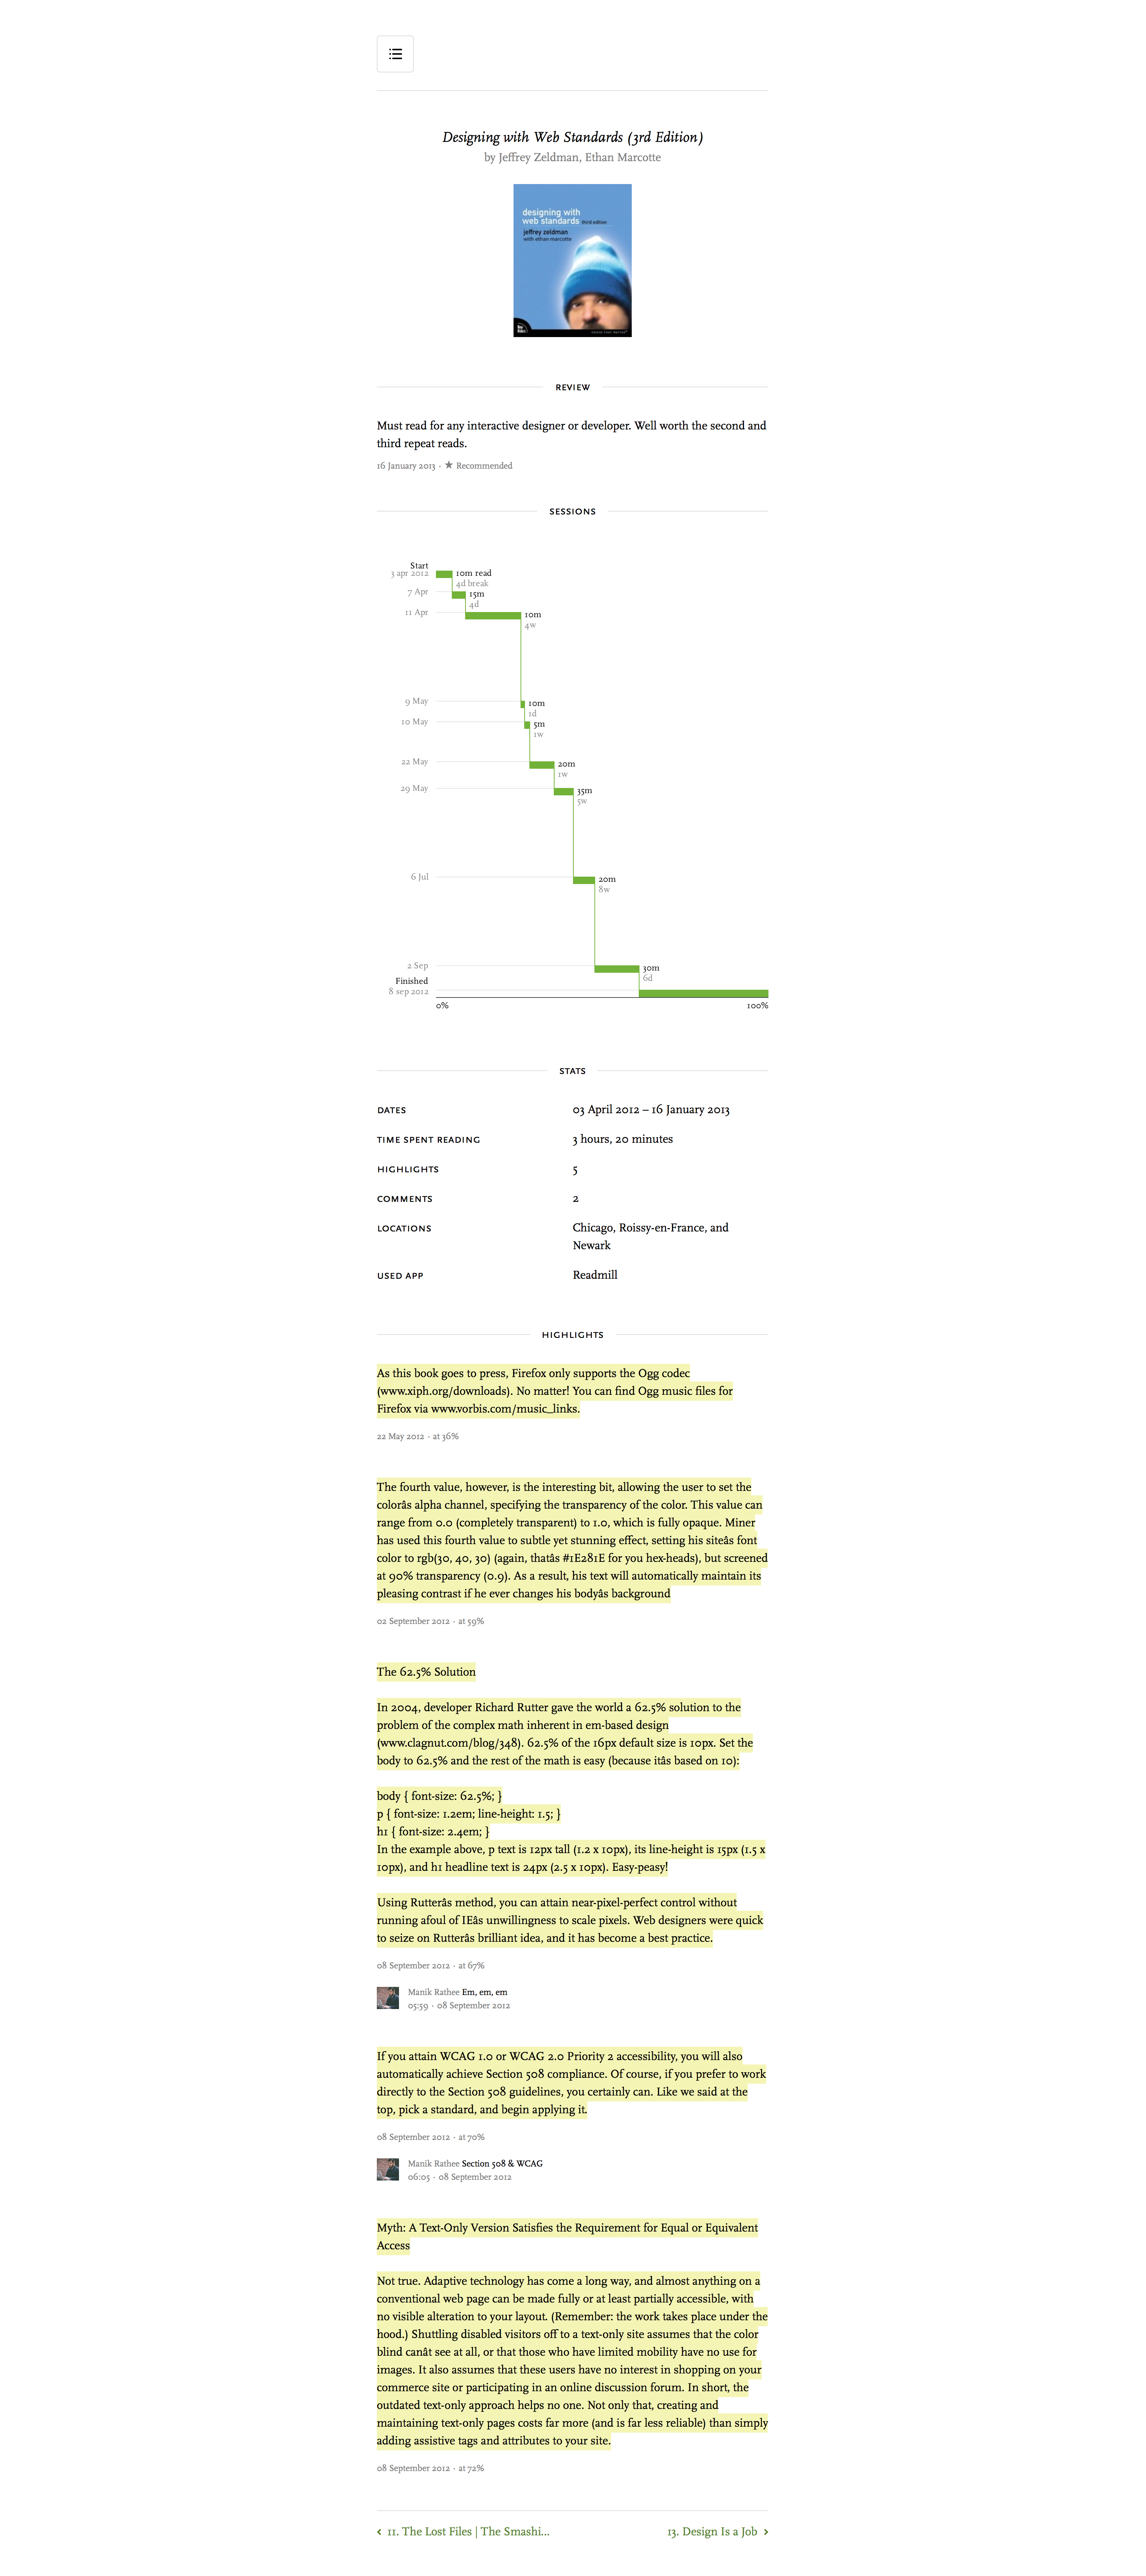 Designing with Web Standards (3rd Edition)
by Jeffrey Zeldman, Ethan Marcotte
designing with
web standards third edition
jeffrey zeldman
with ethan marcotte
REVIEW
Must read for any interactive designer or developer. Well worth the second and
third repeat reads.
16 January 2013 · ★ Recommended
SESSIONS
Start
3 apr 2012
10m read
4d break
7 Apr
15m
4d
11 Apr
10m
4w
9 May
10m
1d
10 May
5m
1w
22 May
20m
1w
29 May
35m
5w
6 Jul
20m
8w
2 Sep
30m
6d
Finished
8 sep 2012
0%
100%
STATS
DATES
03 April 2012 – 16 January 2013
TIME SPENT READING
3 hours, 20 minutes
HIGHLIGHTS
5
COMMENTS
2
LOCATIONS
Chicago, Roissy-en-France, and
Newark
USED APP
Readmill
HIGHLIGHTS
As this book goes to press, Firefox only supports the Ogg codec
(www.xiph.org/downloads). No matter! You can find Ogg music files for
Firefox via www.vorbis.com/music_links.
22 May 2012 · at 36%
The fourth value, however, is the interesting bit, allowing the user to set the
colorâs alpha channel, specifying the transparency of the color. This value can
range from 0.0 (completely transparent) to 1.0, which is fully opaque. Miner
has used this fourth value to subtle yet stunning effect, setting his siteâs font
color to rgb(30, 40, 30) (again, thatâs #1E281E for you hex-heads), but screened
at 90% transparency (0.9). As a result, his text will automatically maintain its
pleasing contrast if he ever changes his bodyâs background
02 September 2012 · at 59%
The 62.5% Solution
In 2004, developer Richard Rutter gave the world a 62.5% solution to the
problem of the complex math inherent in em-based design
(www.clagnut.com/blog/348). 62.5% of the 16px default size is 10px. Set the
body to 62.5% and the rest of the math is easy (because itâs based on 10):
body { font-size: 62.5%; }
p { font-size: 1.2em; line-height: 1.5; }
h1 { font-size: 2.4em; }
In the example above, p text is 12px tall (1.2 x 10px), its line-height is 15px (1.5 x
10px), and h1 headline text is 24px (2.5 x 10px). Easy-peasy!
Using Rutterâs method, you can attain near-pixel-perfect control without
running afoul of IEâs unwillingness to scale pixels. Web designers were quick
to seize on Rutterâs brilliant idea, and it has become a best practice.
08 September 2012 · at 67%
Manik Rathee Em, em, em
05:59 · 08 September 2012
If you attain WCAG 1.0 or WCAG 2.0 Priority 2 accessibility, you will also
automatically achieve Section 508 compliance. Of course, if you prefer to work
directly to the Section 508 guidelines, you certainly can. Like we said at the
top, pick a standard, and begin applying it.
08 September 2012 · at 70%
Manik Rathee Section 508 & WCAG
06:05 · 08 September 2012
Myth: A Text-Only Version Satisfies the Requirement for Equal or Equivalent
Access
Not true. Adaptive technology has come a long way, and almost anything on a
conventional web page can be made fully or at least partially accessible, with
no visible alteration to your layout. (Remember: the work takes place under the
hood.) Shuttling disabled visitors off to a text-only site assumes that the color
blind canât see at all, or that those who have limited mobility have no use for
images. It also assumes that these users have no interest in shopping on your
commerce site or participating in an online discussion forum. In short, the
outdated text-only approach helps no one. Not only that, creating and
maintaining text-only pages costs far more (and is far less reliable) than simply
adding assistive tags and attributes to your site.
08 September 2012 · at 72%
11. The Lost Files | The Smashi...
13. Design Is a Job